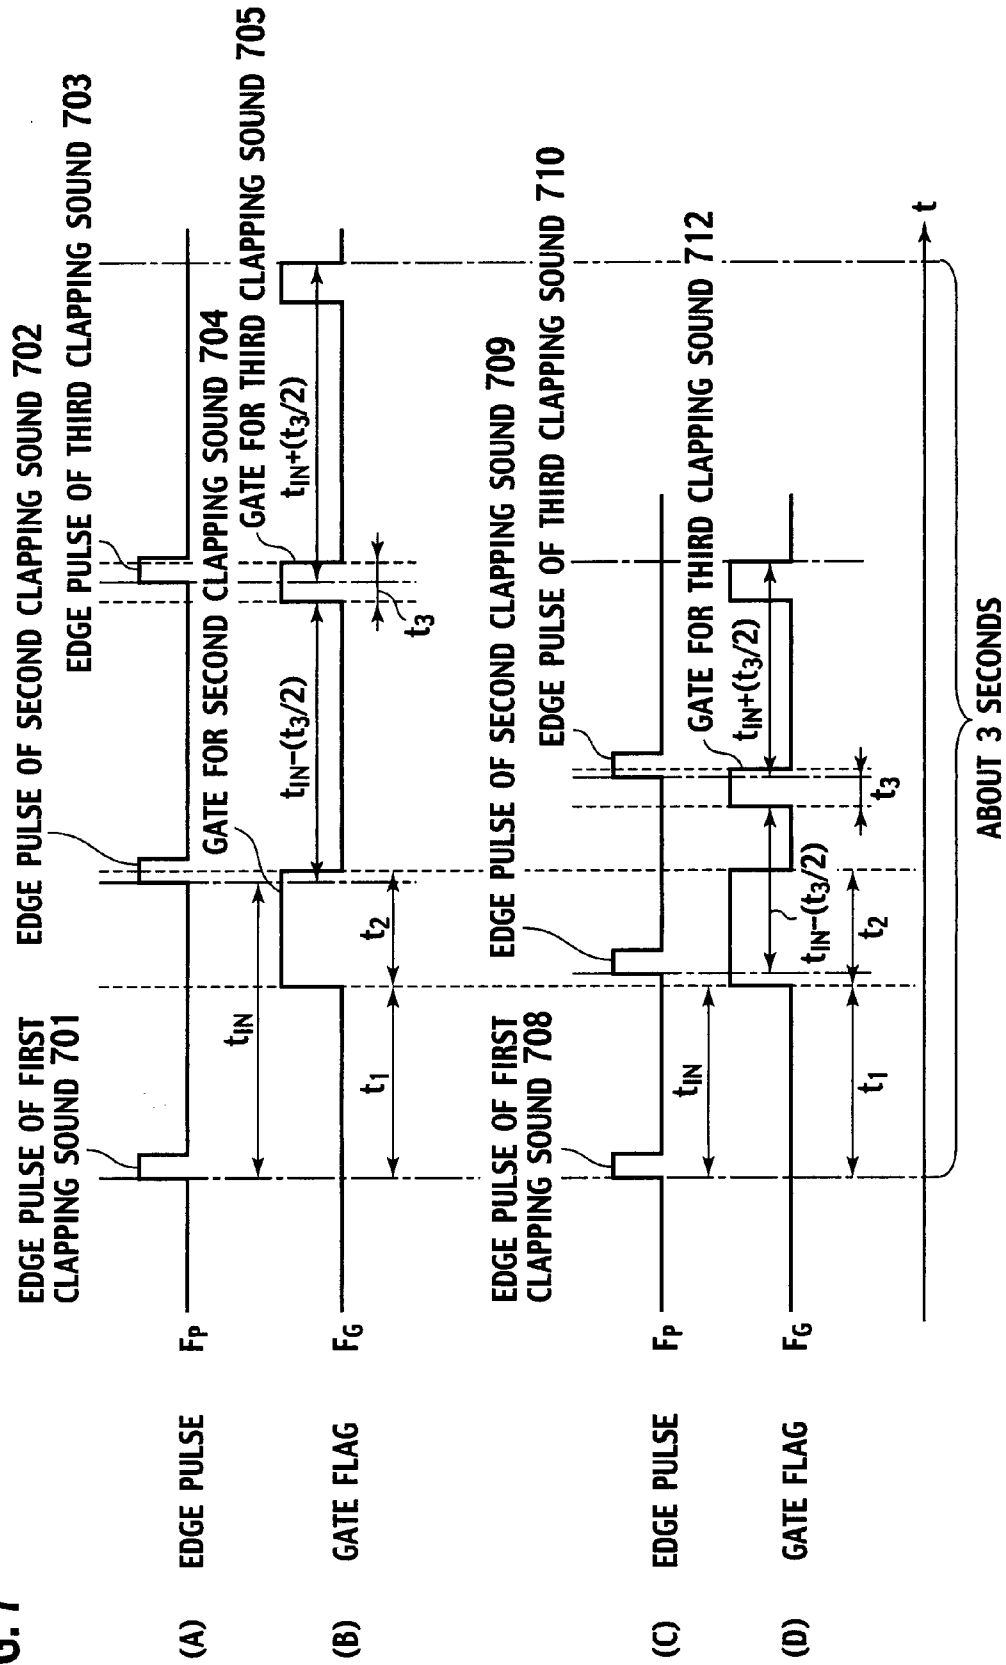 G. 7
EDGE PULSE OF FIRST
CLAPPING SOUND 701
EDGE PULSE OF SECOND CLAPPING SOUND 702
EDGE PULSE OF THIRD CLAPPING SOUND 703
(A) EDGE PULSE FP
tIN
GATE FOR SECOND CLAPPING SOUND 704
GATE FOR THIRD CLAPPING SOUND 705
tIN-(t3/2)
tIN+(t3/2)
(B) GATE FLAG FG
t1
t2
t3
EDGE PULSE OF FIRST
CLAPPING SOUND 708
EDGE PULSE OF SECOND CLAPPING SOUND 709
EDGE PULSE OF THIRD CLAPPING SOUND 710
(C) EDGE PULSE FP
tIN
GATE FOR THIRD CLAPPING SOUND 712
tIN+(t3/2)
(D) GATE FLAG FG
tIN-(t3/2)
t1
t2
t3
t
ABOUT 3 SECONDS